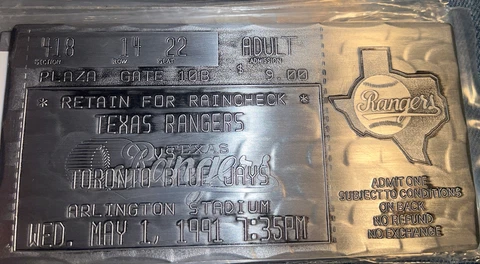 418 14 22 ADULT
SECTION ROW SEAT ADMISSION
PLAZA GATE 10B $ 9.00
* RETAIN FOR RAINCHECK *
TEXAS RANGERS
TEXAS
Rangers
TORONTO BLUE JAYS
ARLINGTON STADIUM
WED. MAY 1, 1991 7:35PM
Rangers
ADMIT ONE
SUBJECT TO CONDITIONS
ON BACK
NO REFUND
NO EXCHANGE